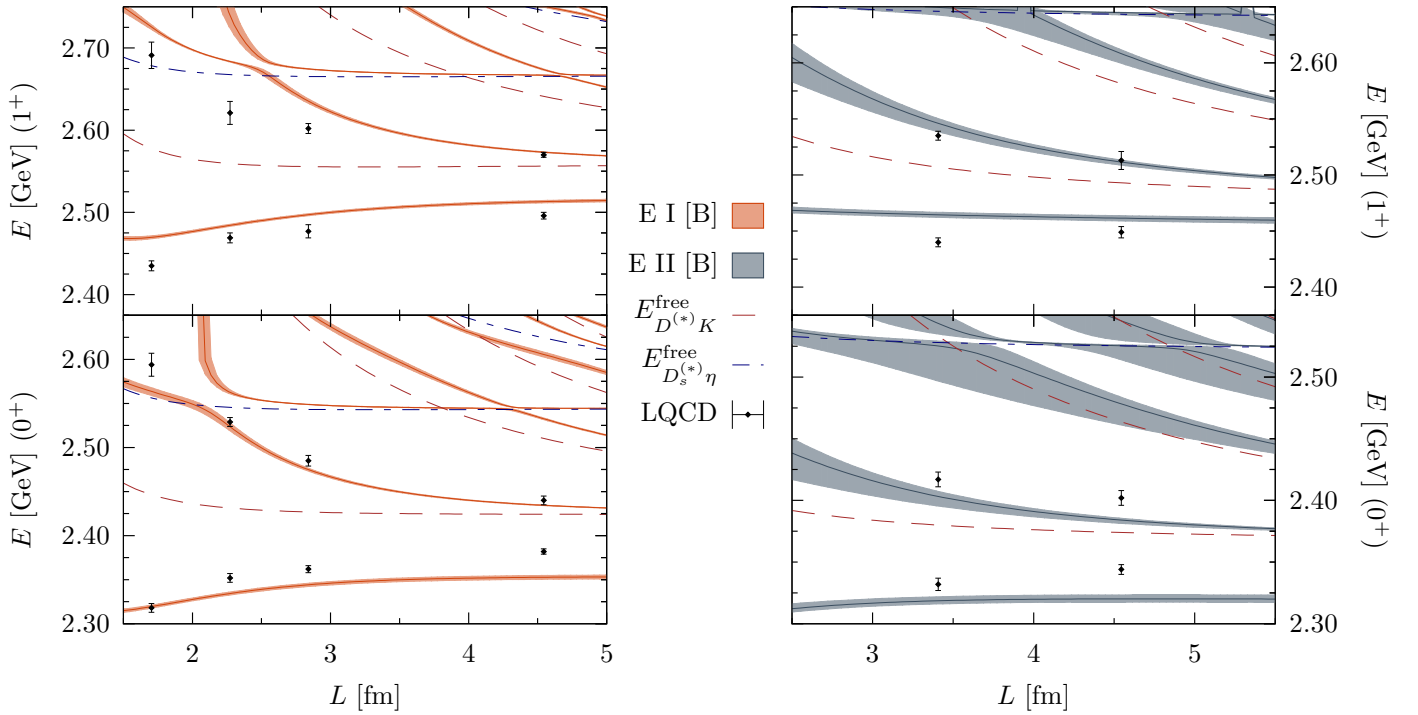 E [GeV] (1⁺)
2.70
2.60
2.50
2.40
E [GeV] (0⁺)
2.60
2.50
2.40
2.30
2
3
4
5
L [fm]
E I [B]
E II [B]
E^free_D^(*)K
E^free_D_s^(*)η
LQCD
2.60
2.50
2.40
E [GeV] (1⁺)
2.50
2.40
2.30
E [GeV] (0⁺)
3
4
5
L [fm]